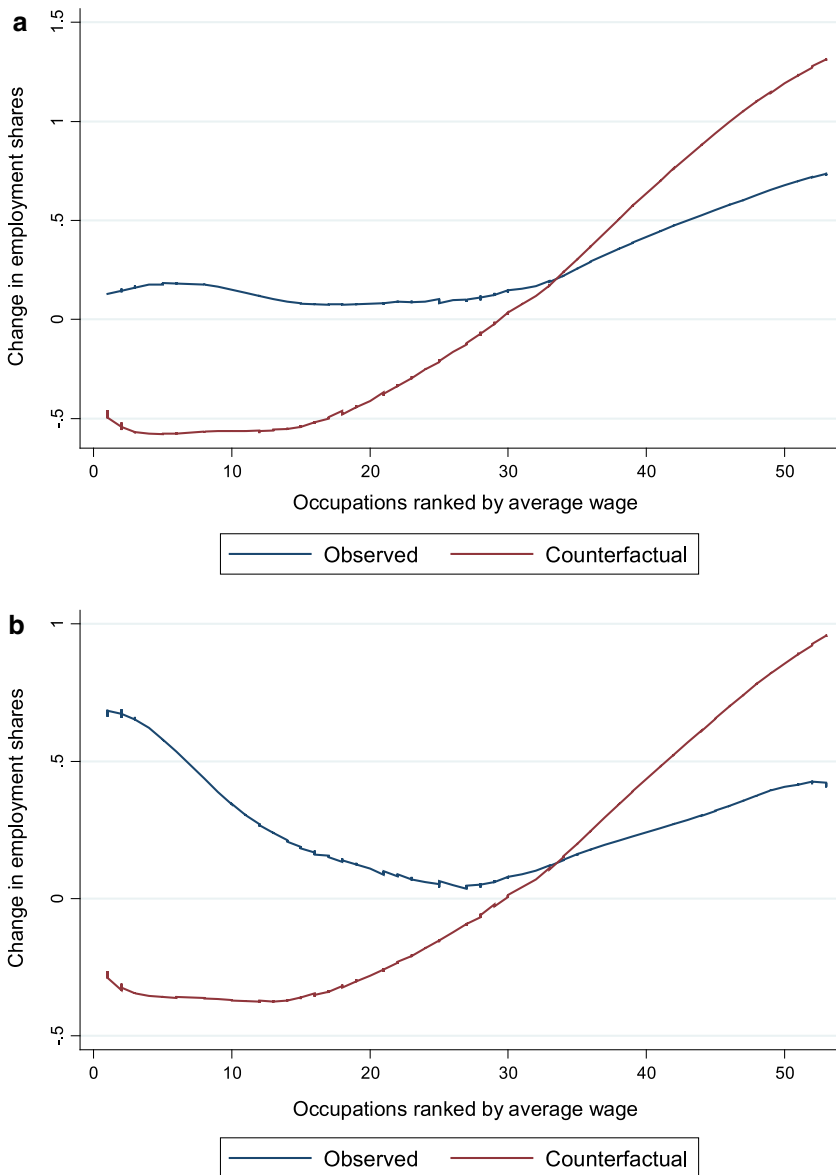 a
Change in employment shares
1.5
1
.5
0
-.5
0 10 20 30 40 50
Occupations ranked by average wage
Observed Counterfactual
b
Change in employment shares
1
.5
0
-.5
0 10 20 30 40 50
Occupations ranked by average wage
Observed Counterfactual